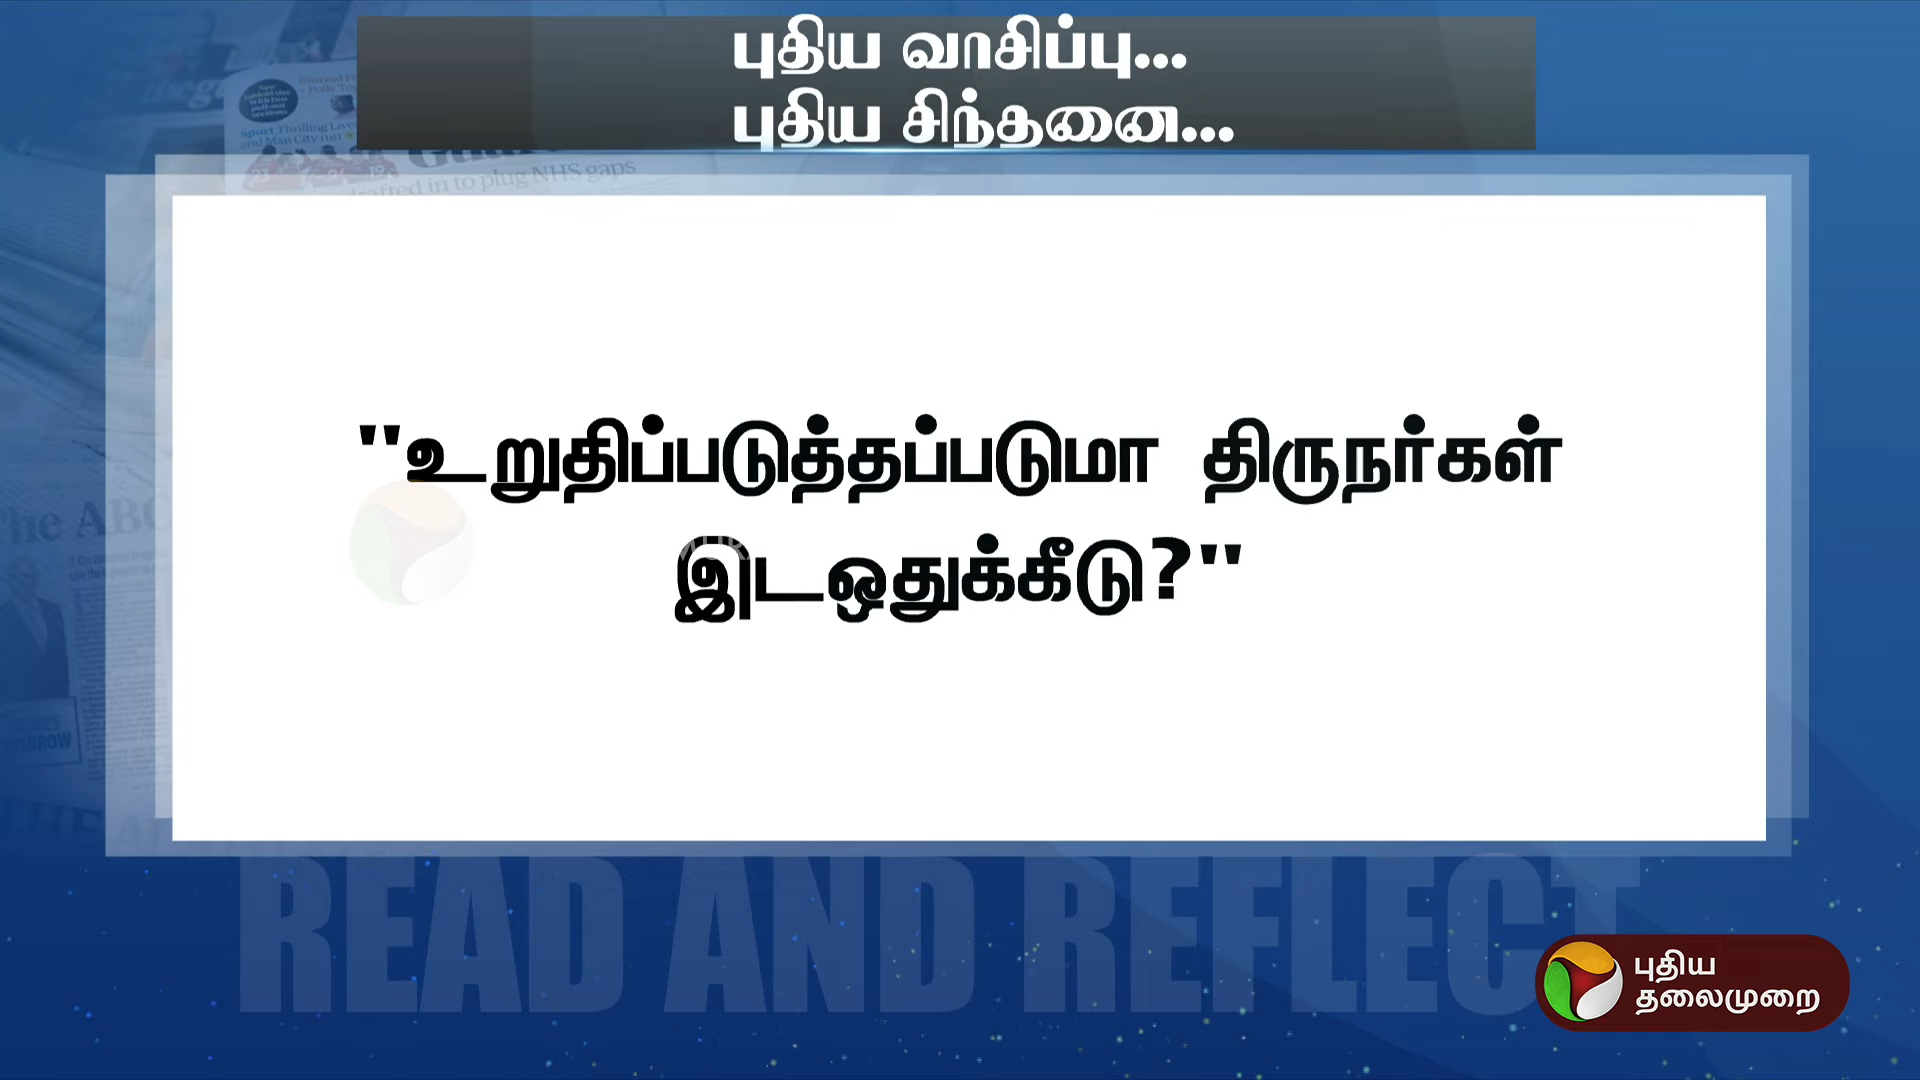 புதிய வாசிப்பு...
புதிய சிந்தனை...
"உறுதிப்படுத்தப்படுமா திருநர்கள்
இடஒதுக்கீடு?"
READ AND REFLECT
புதிய
தலைமுறை